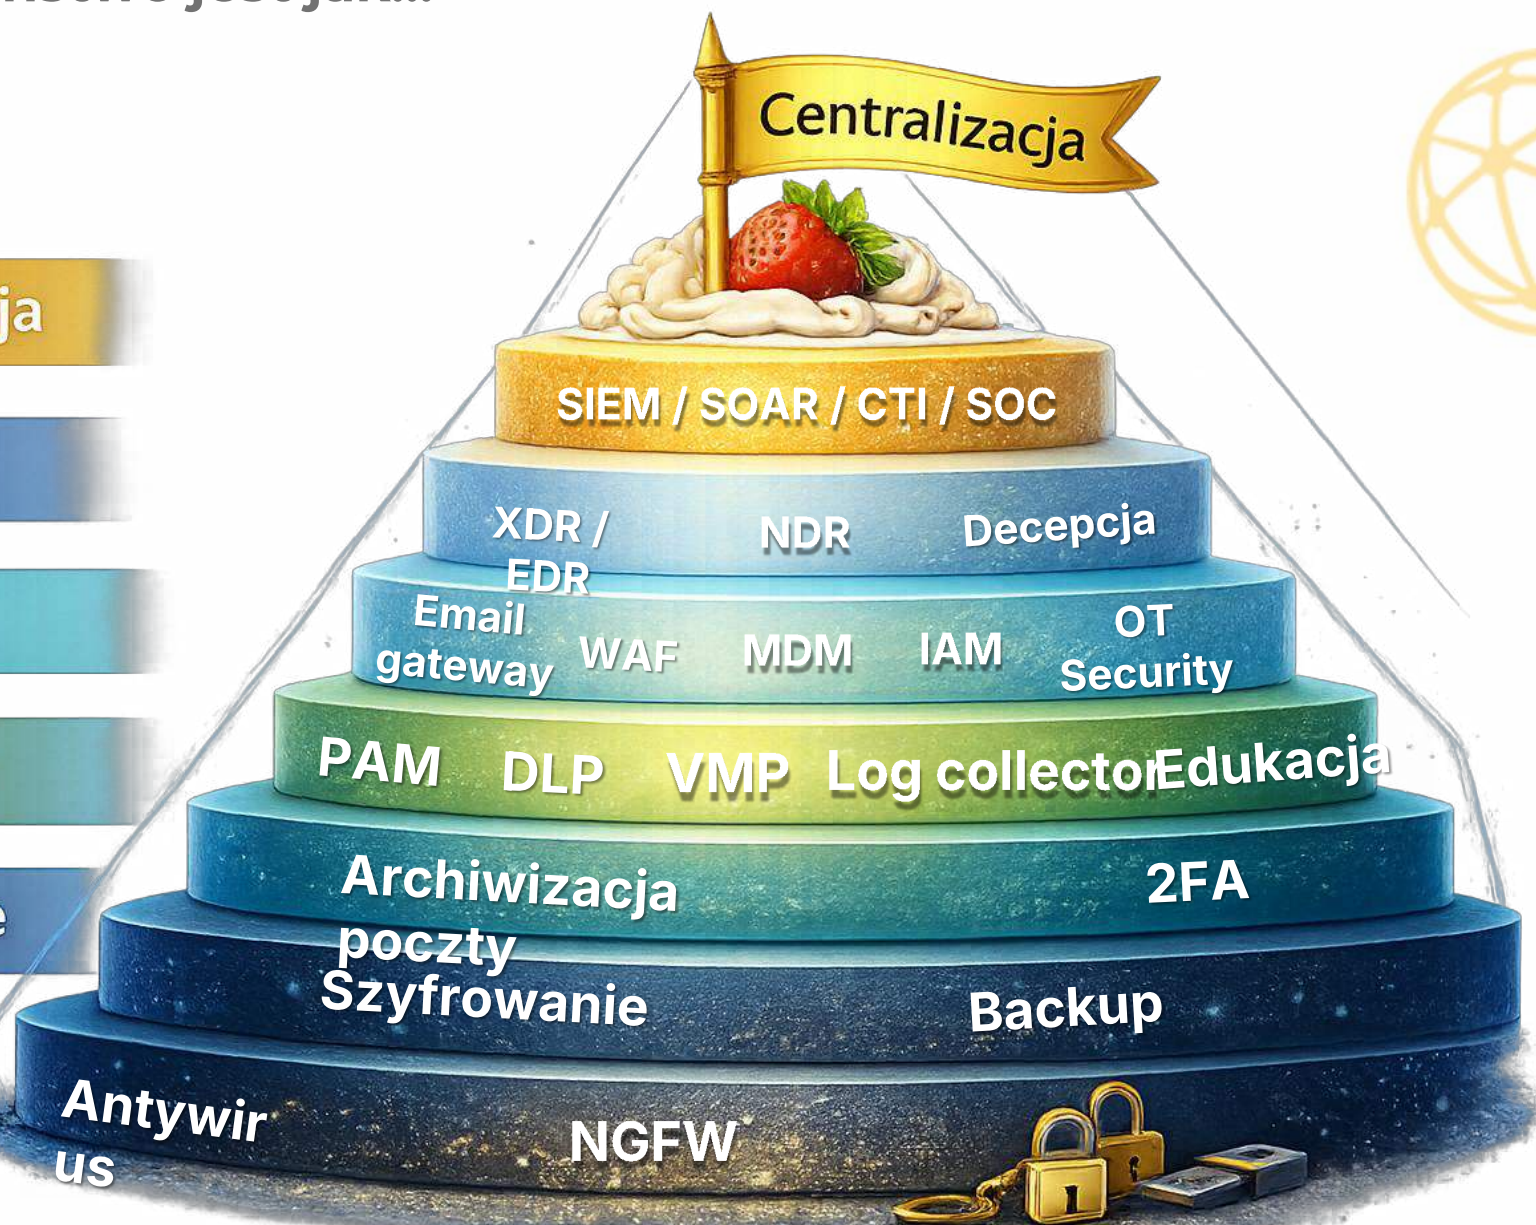 Centralizacja
ja
SIEM / SOAR / CTI / SOC
XDR /
EDR
NDR
Decepcja
Email
gateway
WAF
MDM
IAM
OT
Security
PAM
DLP
VMP
Log collector
Edukacja
Archiwizacja
poczty
2FA
e
Szyfrowanie
Backup
Antywir
us
NGFW